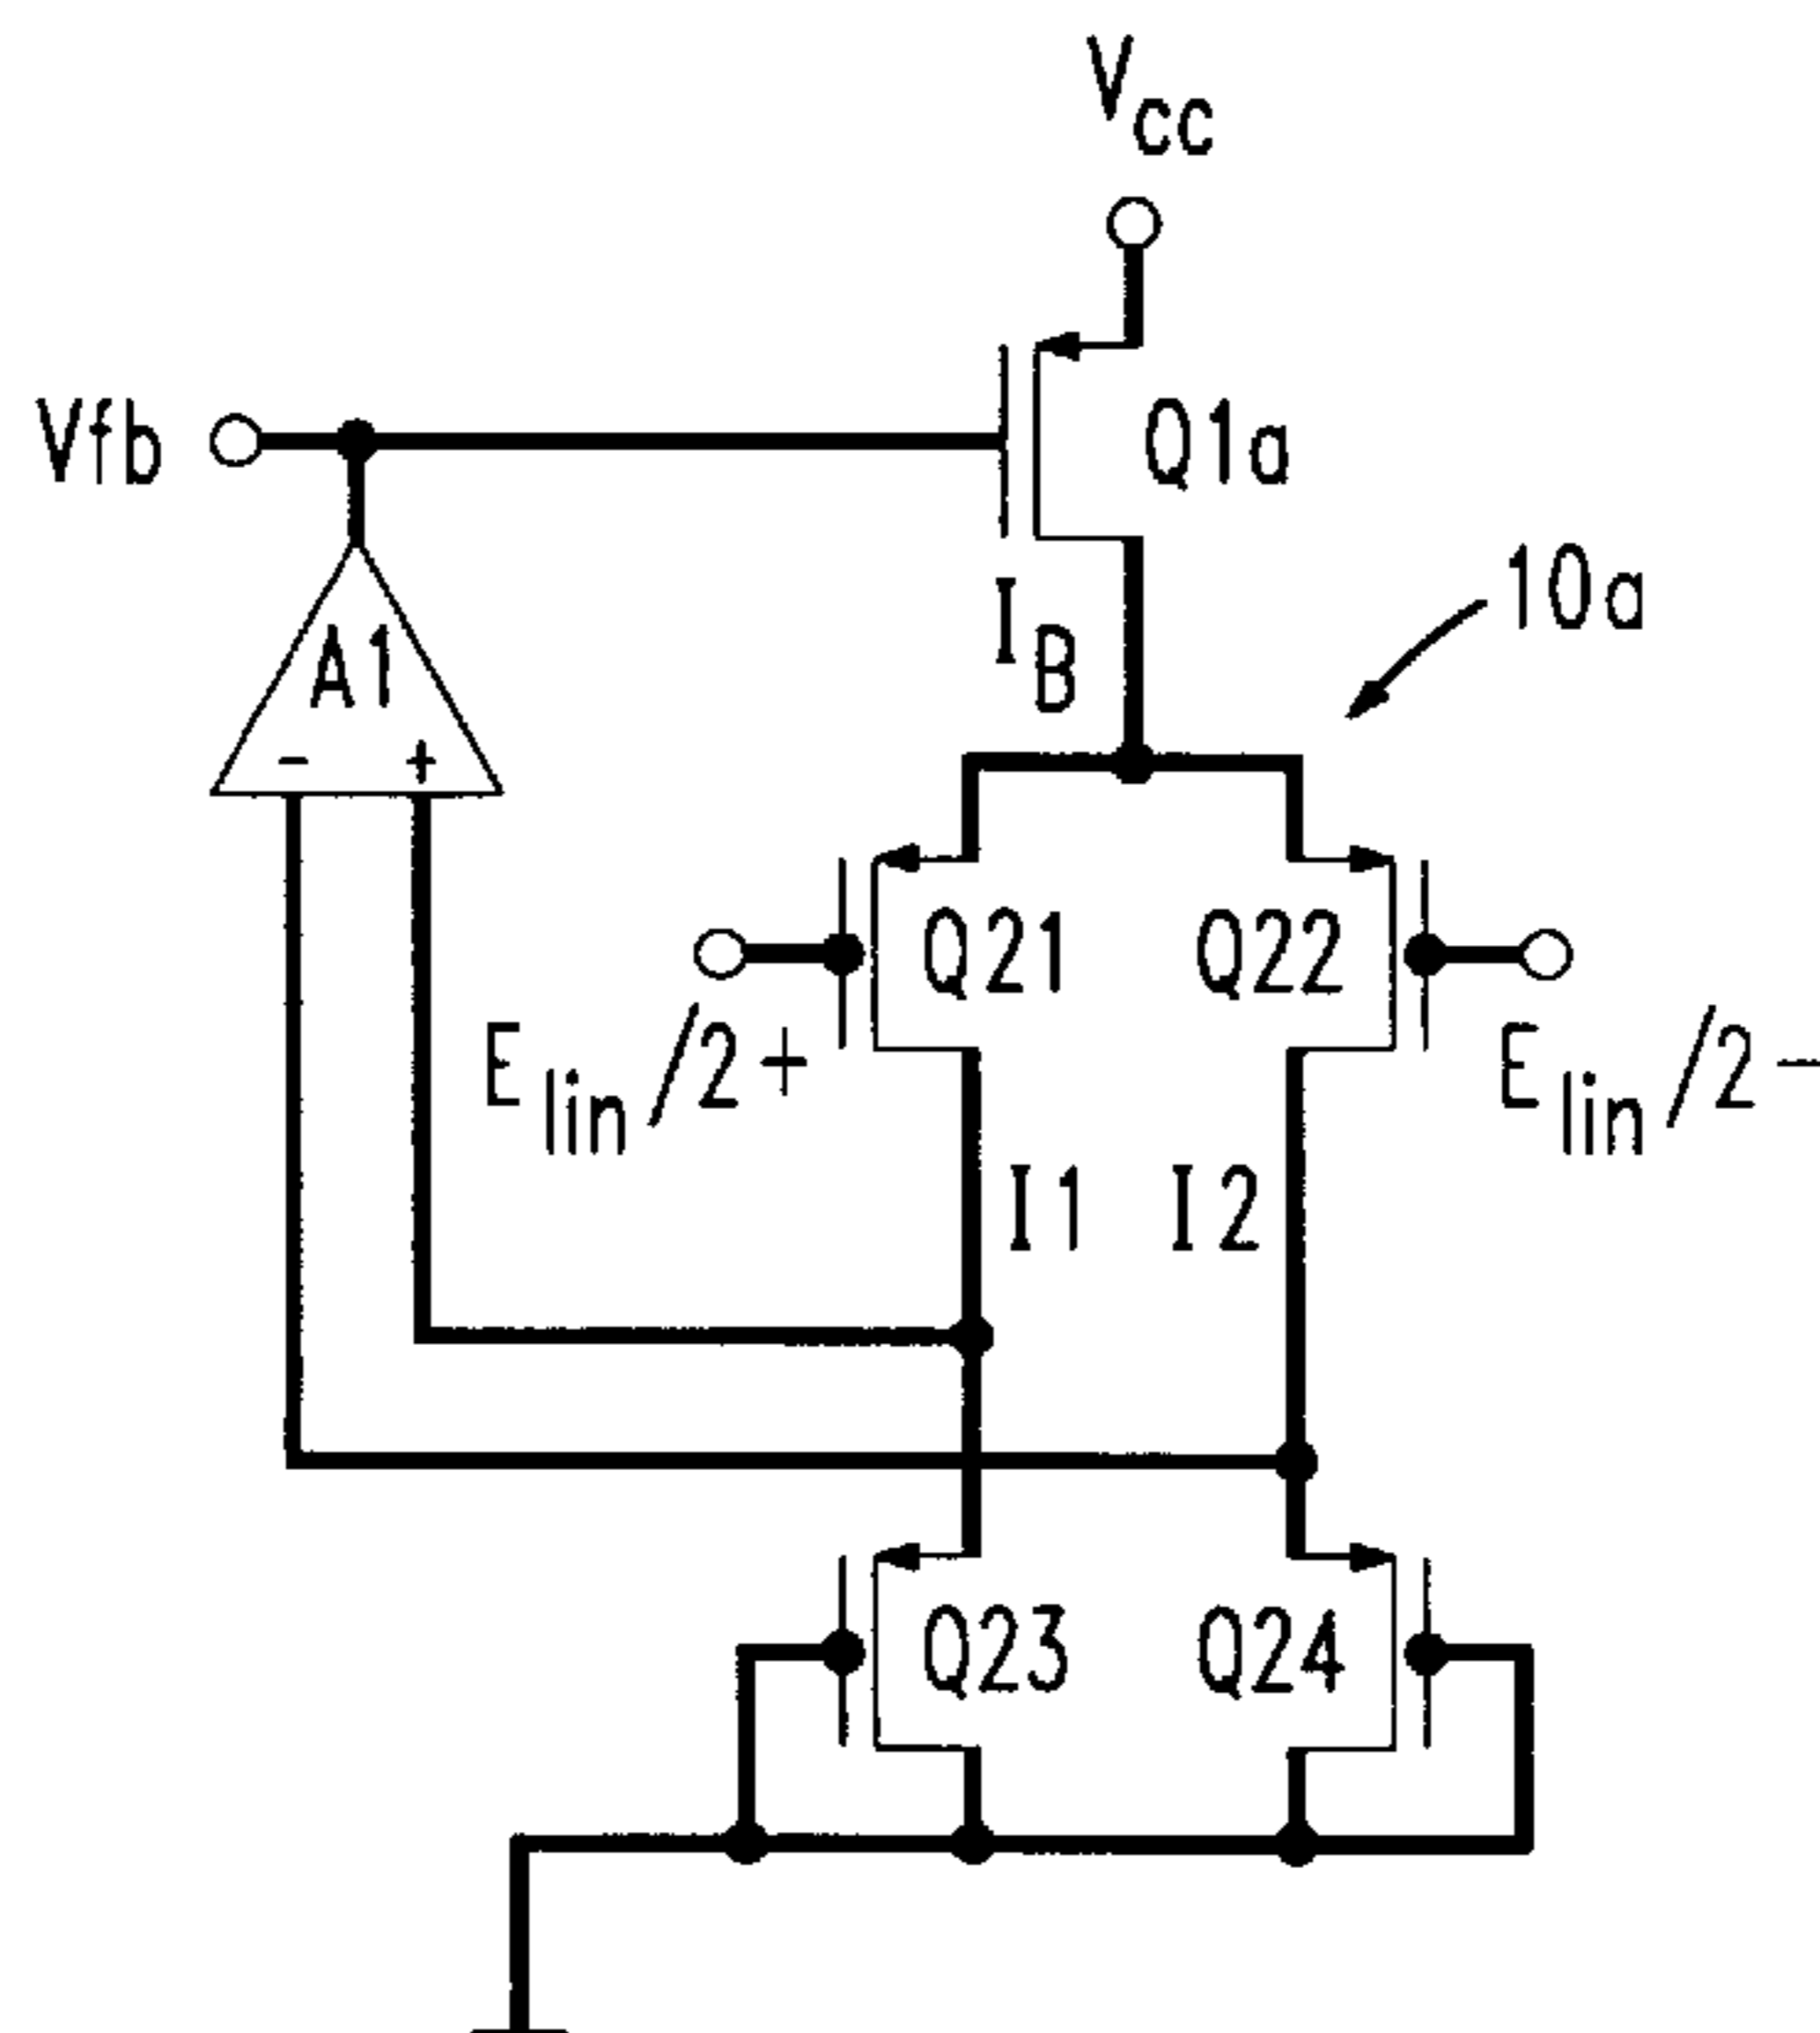 Vcc
Vfb
Q1a
IB
10a
A1
- +
Q21
Q22
Elin/2+
Elin/2-
I1
I2
Q23
Q24